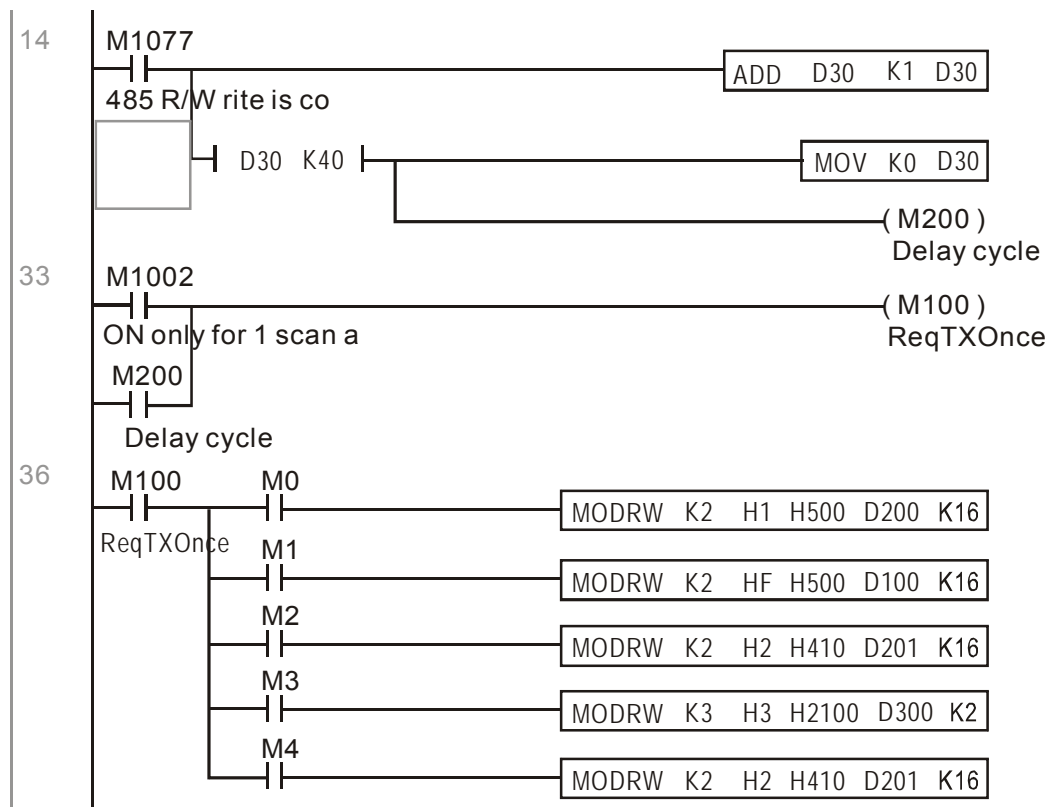 14
M1077
ADD D30 K1 D30
485 R/W rite is co
D30 K40
MOV K0 D30
( M200 )
Delay cycle
33
M1002
( M100 )
ON only for 1 scan a
ReqTXOnce
M200
Delay cycle
36
M100 M0
MODRW K2 H1 H500 D200 K16
ReqTXOnce
M1
MODRW K2 HF H500 D100 K16
M2
MODRW K2 H2 H410 D201 K16
M3
MODRW K3 H3 H2100 D300 K2
M4
MODRW K2 H2 H410 D201 K16